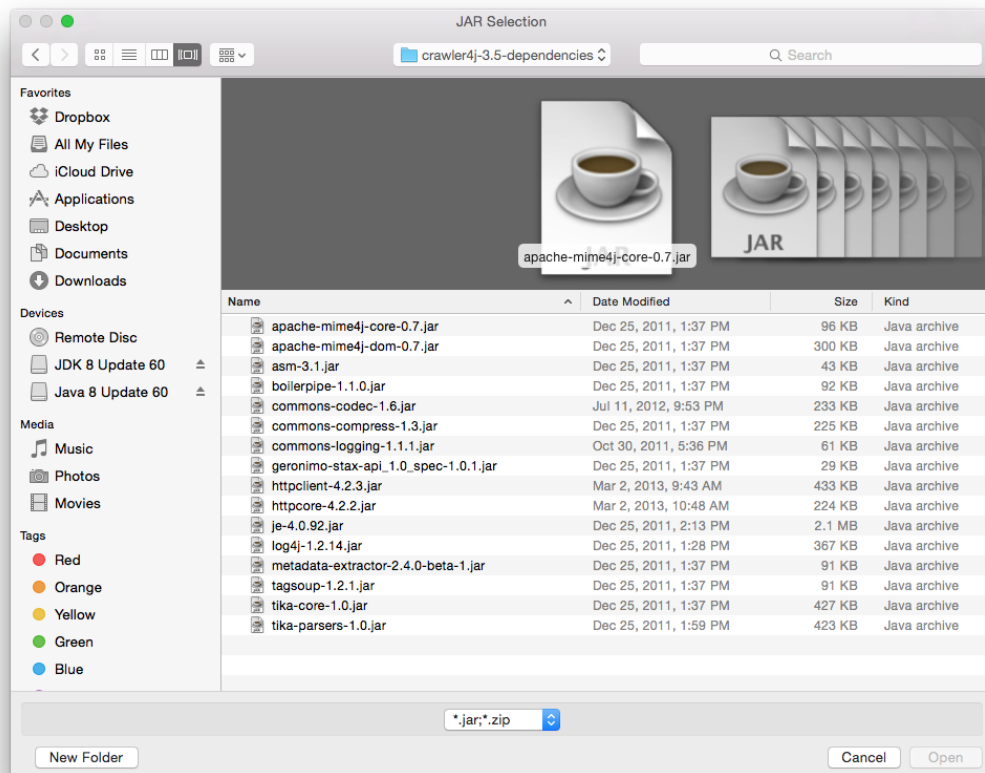 JAR Selection
crawler4j-3.5-dependencies
Search
Favorites
Dropbox
All My Files
iCloud Drive
Applications
Desktop
Documents
Downloads
Devices
Remote Disc
JDK 8 Update 60
Java 8 Update 60
Media
Music
Photos
Movies
Tags
Red
Orange
Yellow
Green
Blue
JAR
apache-mime4j-core-0.7.jar
JAR
Name Date Modified Size Kind
apache-mime4j-core-0.7.jar Dec 25, 2011, 1:37 PM 96 KB Java archive
apache-mime4j-dom-0.7.jar Dec 25, 2011, 1:37 PM 300 KB Java archive
asm-3.1.jar Dec 25, 2011, 1:37 PM 43 KB Java archive
boilerpipe-1.1.0.jar Dec 25, 2011, 1:37 PM 92 KB Java archive
commons-codec-1.6.jar Jul 11, 2012, 9:53 PM 233 KB Java archive
commons-compress-1.3.jar Dec 25, 2011, 1:37 PM 225 KB Java archive
commons-logging-1.1.1.jar Oct 30, 2011, 5:36 PM 61 KB Java archive
geronimo-stax-api_1.0_spec-1.0.1.jar Dec 25, 2011, 1:37 PM 29 KB Java archive
httpclient-4.2.3.jar Mar 2, 2013, 9:43 AM 433 KB Java archive
httpcore-4.2.2.jar Mar 2, 2013, 10:48 AM 224 KB Java archive
je-4.0.92.jar Dec 25, 2011, 2:13 PM 2.1 MB Java archive
log4j-1.2.14.jar Dec 25, 2011, 1:28 PM 367 KB Java archive
metadata-extractor-2.4.0-beta-1.jar Dec 25, 2011, 1:37 PM 91 KB Java archive
tagsoup-1.2.1.jar Dec 25, 2011, 1:37 PM 91 KB Java archive
tika-core-1.0.jar Dec 25, 2011, 1:37 PM 427 KB Java archive
tika-parsers-1.0.jar Dec 25, 2011, 1:59 PM 423 KB Java archive
*.jar;*.zip
New Folder
Cancel
Open